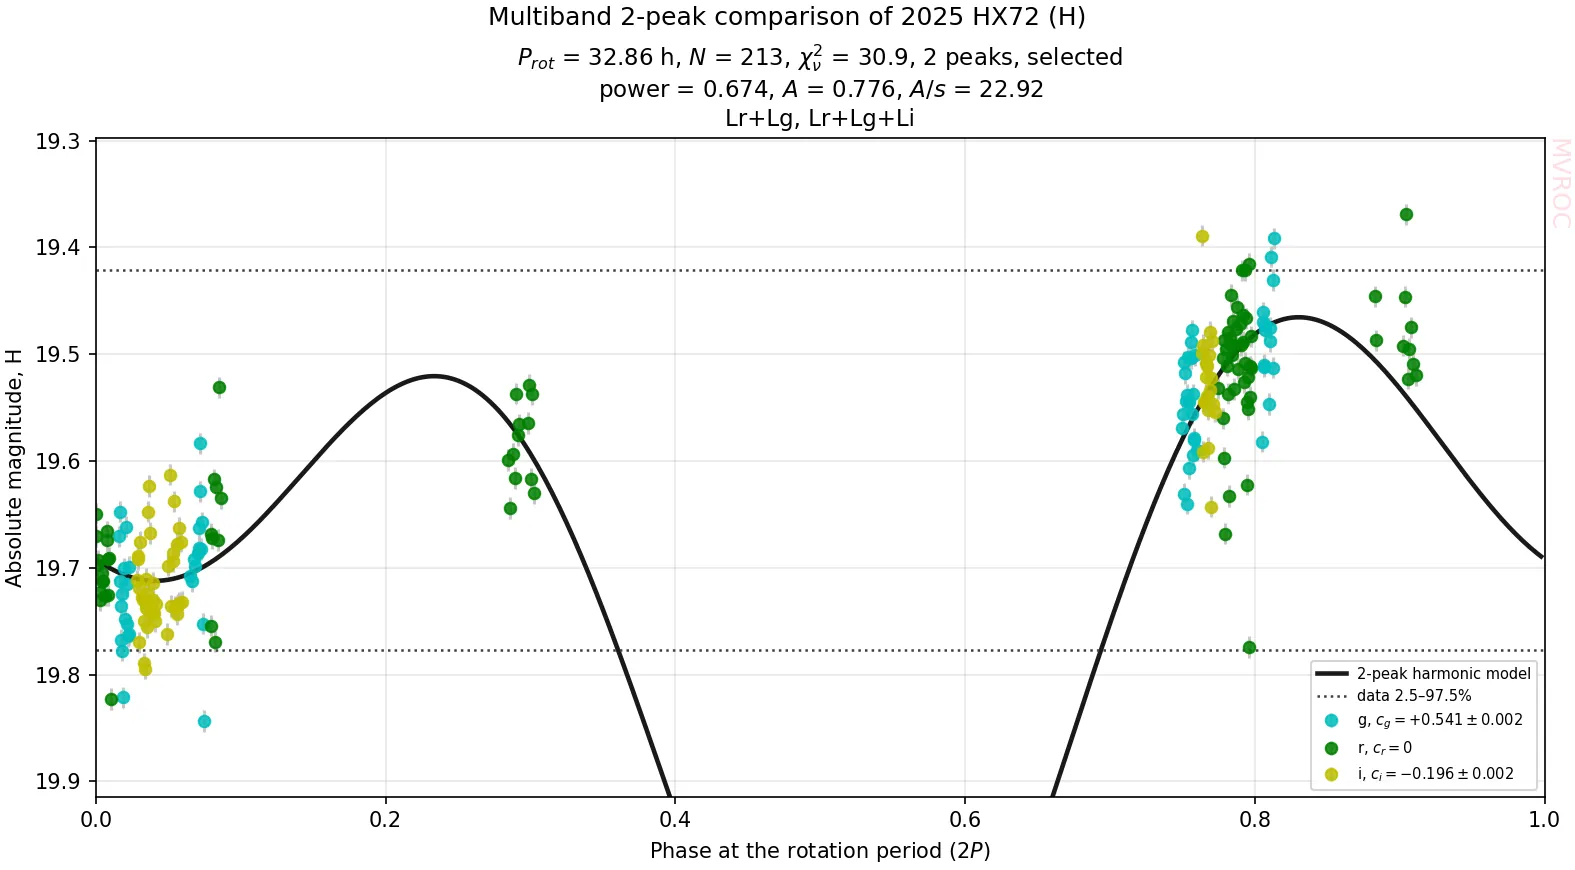 Multiband 2-peak comparison of 2025 HX72 (H)
P_rot = 32.86 h, N = 213, χ²_ν = 30.9, 2 peaks, selected
power = 0.674, A = 0.776, A/s = 22.92
Lr+Lg, Lr+Lg+Li
MVROC
Absolute magnitude, H
19.3
19.4
19.5
19.6
19.7
19.8
19.9
2-peak harmonic model
data 2.5–97.5%
g, c_g = +0.541 ± 0.002
r, c_r = 0
i, c_i = −0.196 ± 0.002
0.0 0.2 0.4 0.6 0.8 1.0
Phase at the rotation period (2P)